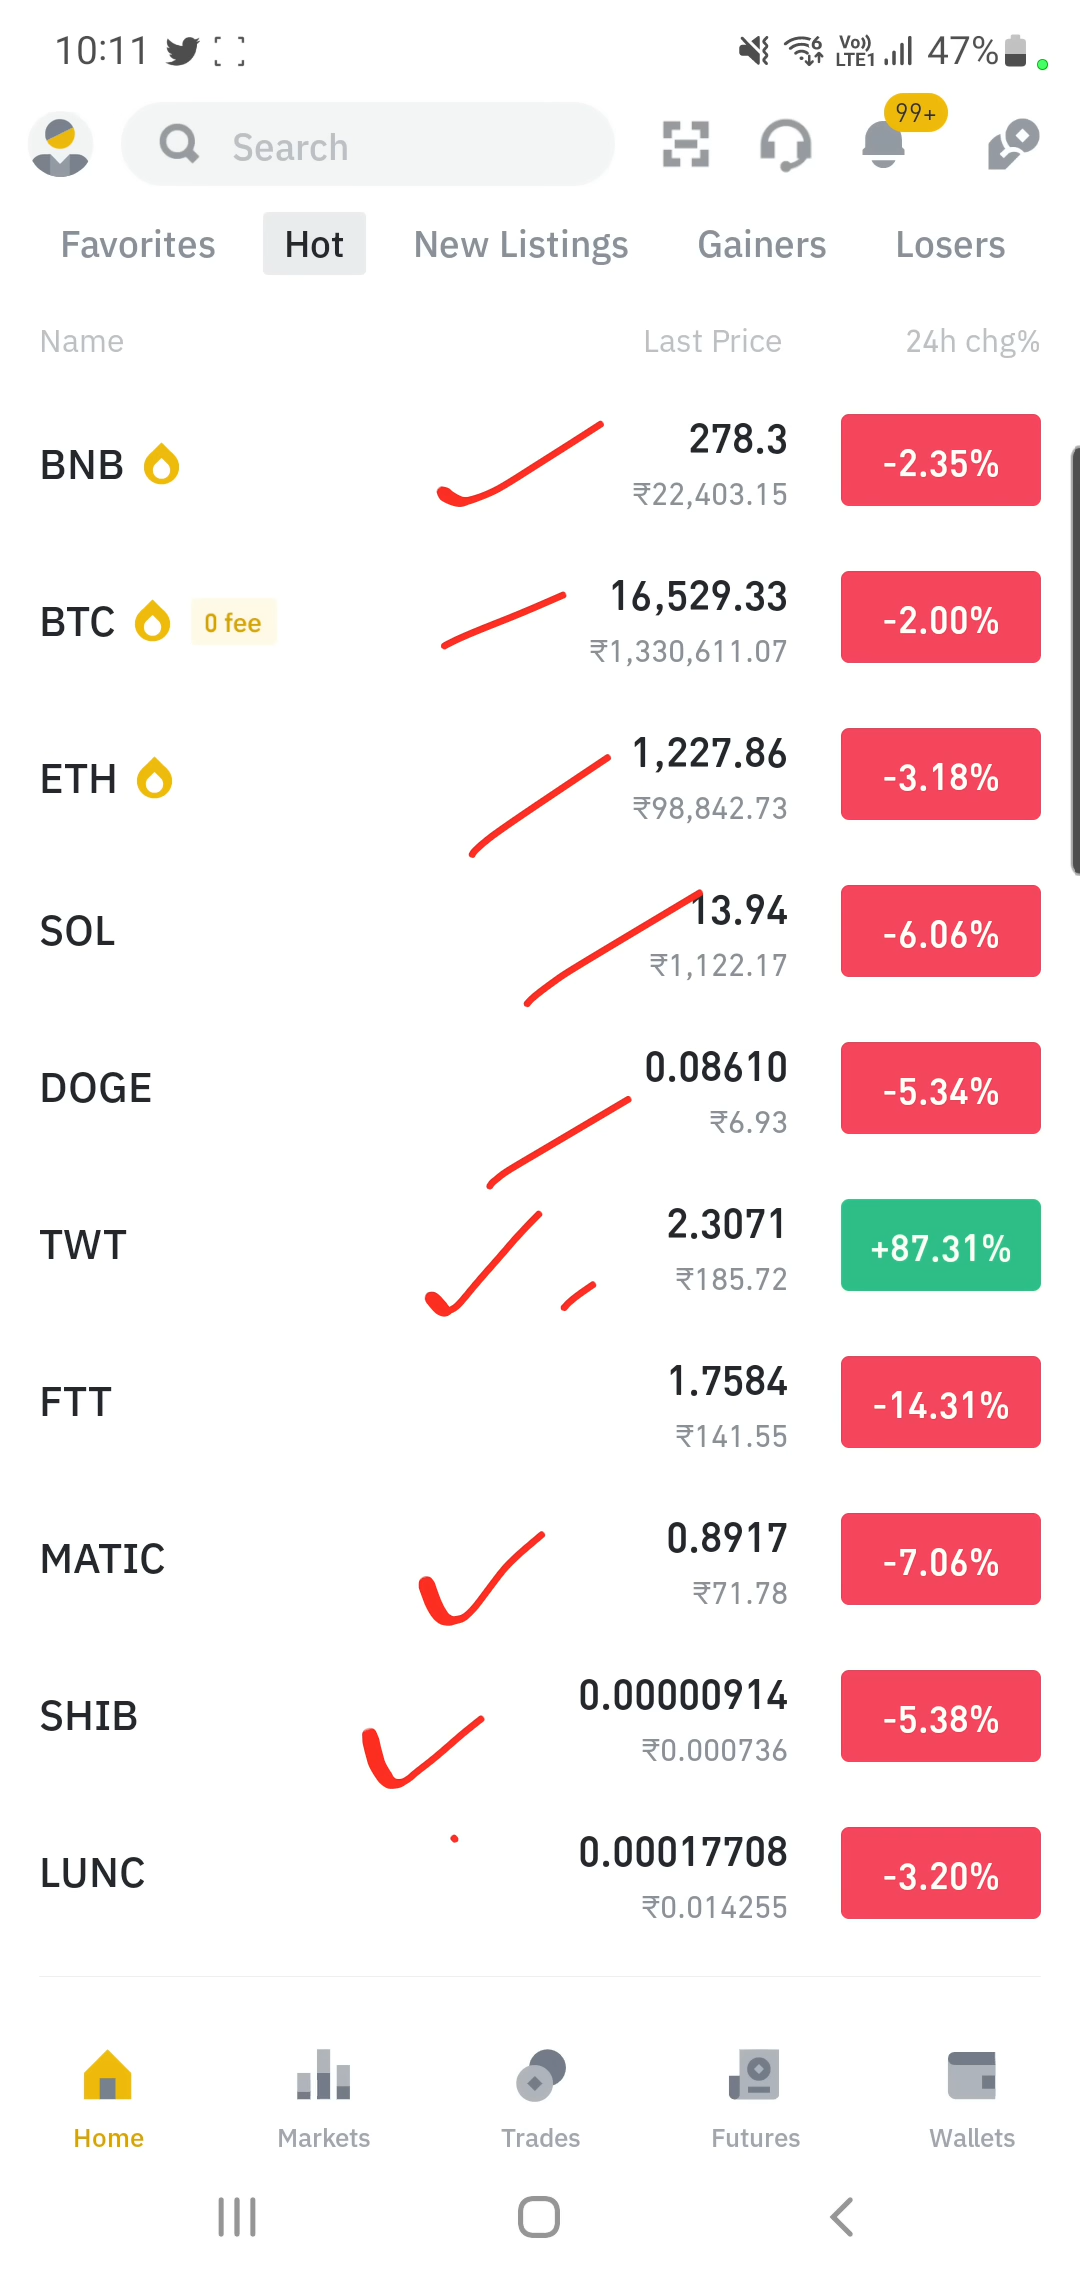 10:11
Vo)) LTE1 47%
99+
Search
Favorites Hot New Listings Gainers Losers
Name Last Price 24h chg%
BNB 278.3 -2.35%
₹22,403.15
BTC 0 fee 16,529.33 -2.00%
₹1,330,611.07
ETH 1,227.86 -3.18%
₹98,842.73
SOL 13.94 -6.06%
₹1,122.17
DOGE 0.08610 -5.34%
₹6.93
TWT 2.3071 +87.31%
₹185.72
FTT 1.7584 -14.31%
₹141.55
MATIC 0.8917 -7.06%
₹71.78
SHIB 0.00000914 -5.38%
₹0.000736
LUNC 0.00017708 -3.20%
₹0.014255
Home Markets Trades Futures Wallets